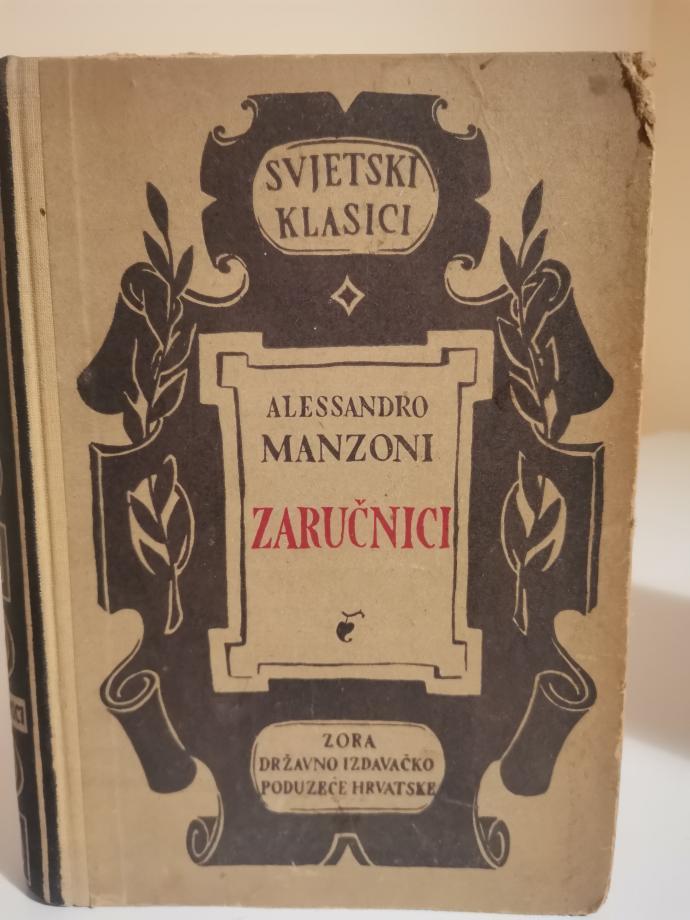 SVJETSKI
KLASICI
ALESSANDRO
MANZONI
ZARUČNICI
ZORA
DRŽAVNO IZDAVAČKO
PODUZEĆE HRVATSKE